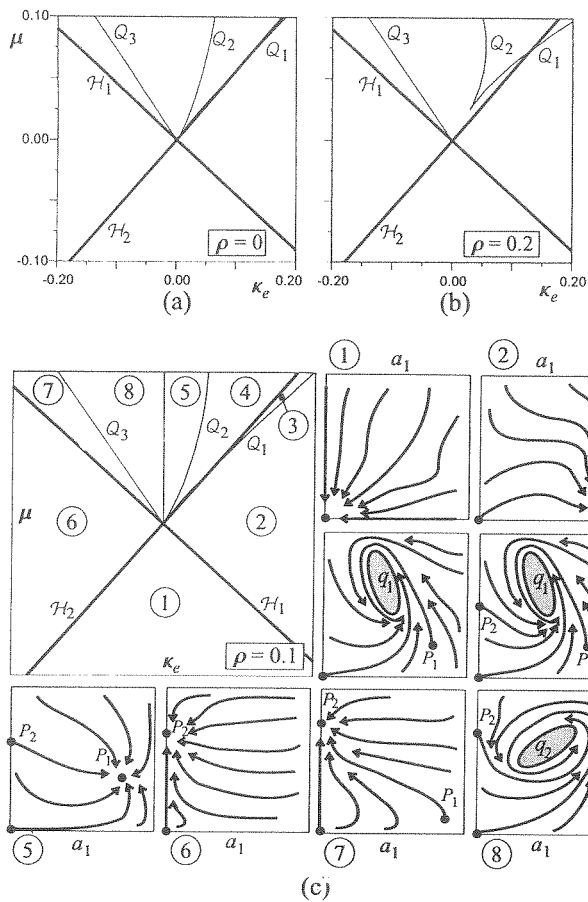 0.10
μ
0.00
-0.10
Q₃
Q₂
Q₁
ℋ₁
ℋ₂
ρ = 0
-0.20
0.00
0.20
κₑ
(a)
Q₃
Q₂
Q₁
ℋ₁
ℋ₂
ρ = 0.2
-0.20
0.00
0.20
κₑ
(b)
1
a₁
2
a₁
7
8
5
4
3
Q₃
Q₂
Q₁
μ
6
2
ℋ₂
1
ℋ₁
κₑ
ρ = 0.1
q₁
P₁
q₁
P₂
P
P₂
P₁
P₂
P₂
P₁
P₂
q₂
5
a₁
6
a₁
7
a₁
8
a₁
(c)